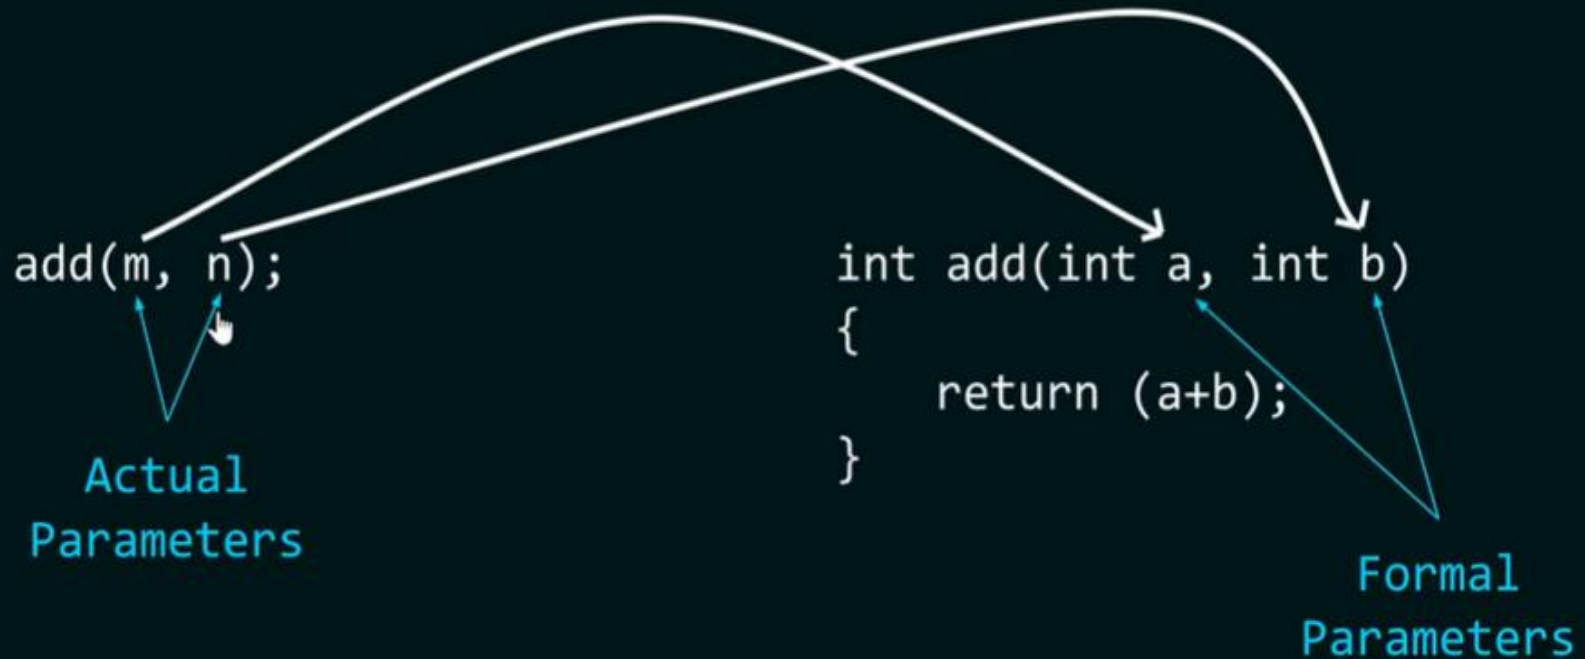 add(m, n);
Actual
Parameters
int add(int a, int b)
{
return (a+b);
}
Formal
Parameters